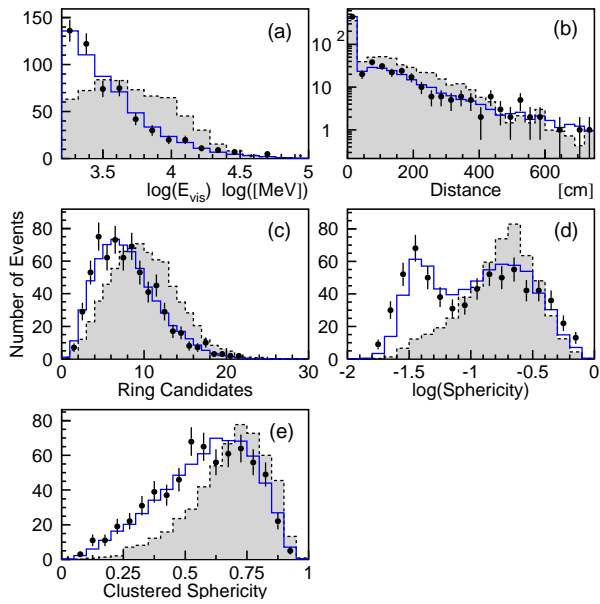 (a)
150
100
50
0
3.5 4 4.5 5
log(E_vis) log([MeV])
(b)
10^2
10
1
0 200 400 600
Distance [cm]
Number of Events
(c)
80
60
40
20
0
0 10 20 30
Ring Candidates
(d)
80
60
40
20
0
-2 -1.5 -1 -0.5 0
log(Sphericity)
(e)
80
60
40
20
0
0 0.25 0.5 0.75 1
Clustered Sphericity